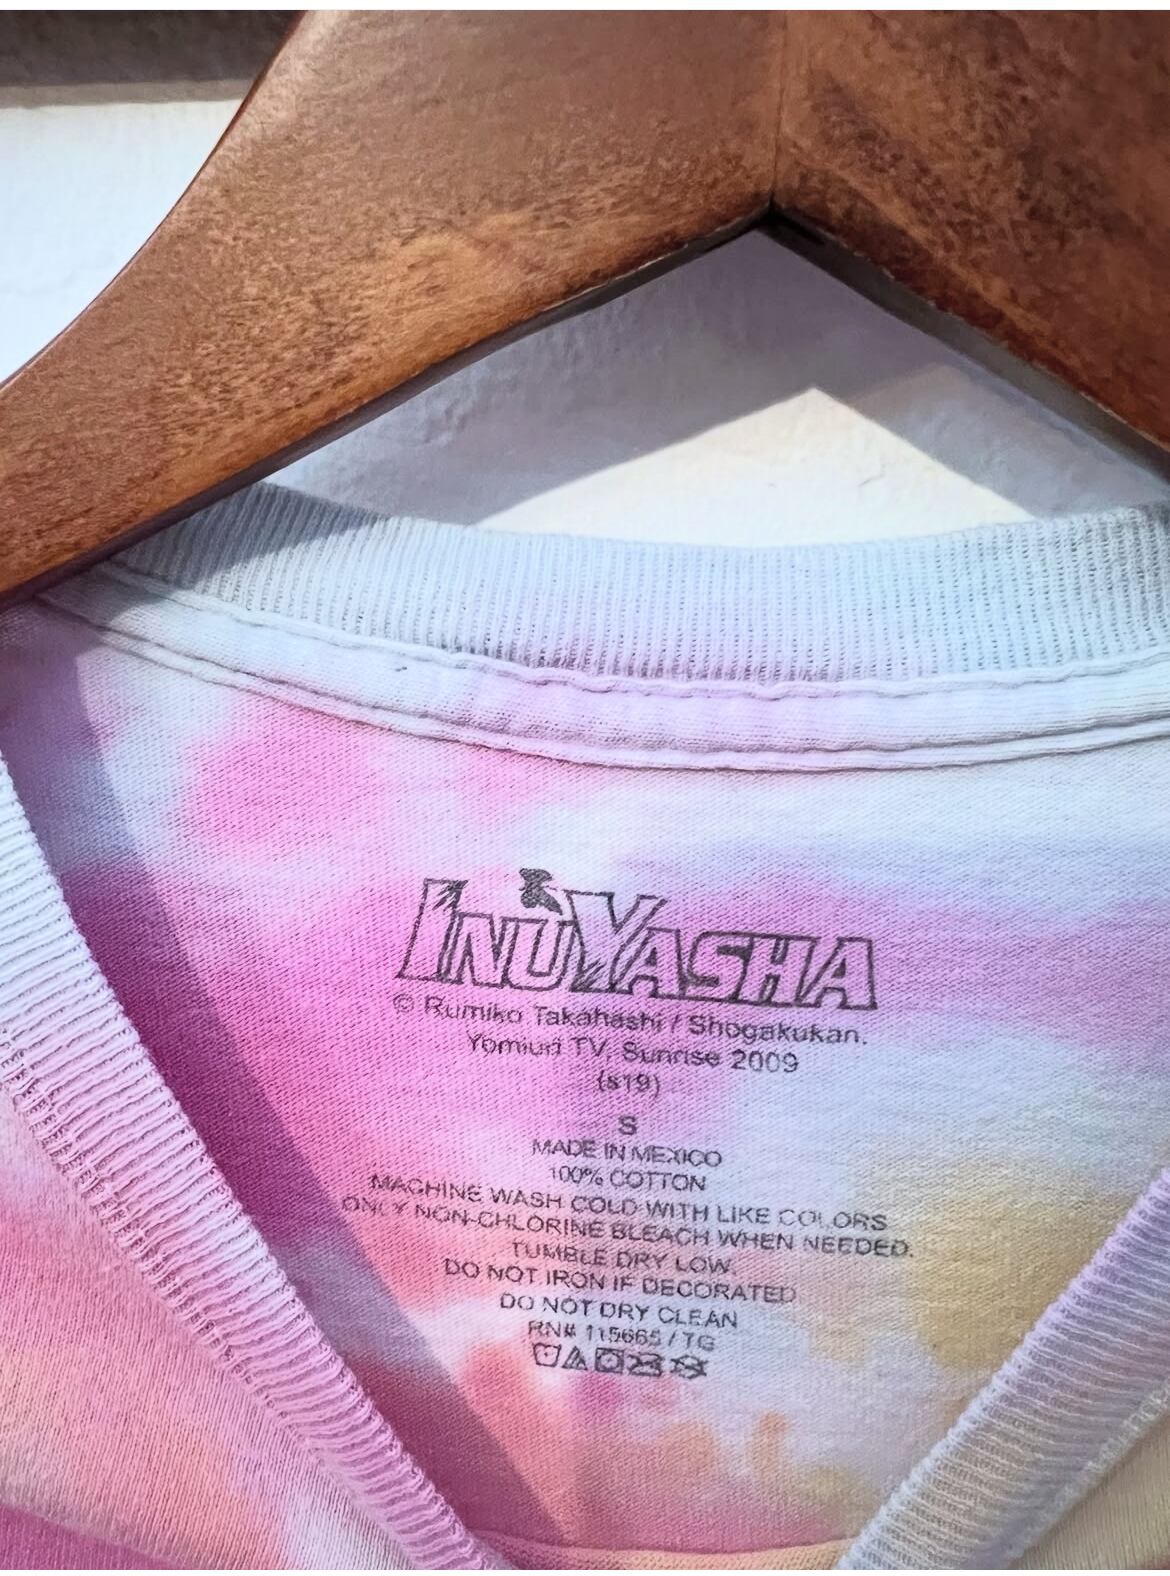 INUYASHA
© Rumiko Takahashi / Shogakukan.
Yomiuri TV, Sunrise 2009
(s19)
S
MADE IN MEXICO
100% COTTON
MACHINE WASH COLD WITH LIKE COLORS
ONLY NON-CHLORINE BLEACH WHEN NEEDED.
TUMBLE DRY LOW.
DO NOT IRON IF DECORATED
DO NOT DRY CLEAN
RN# 115665 / TG